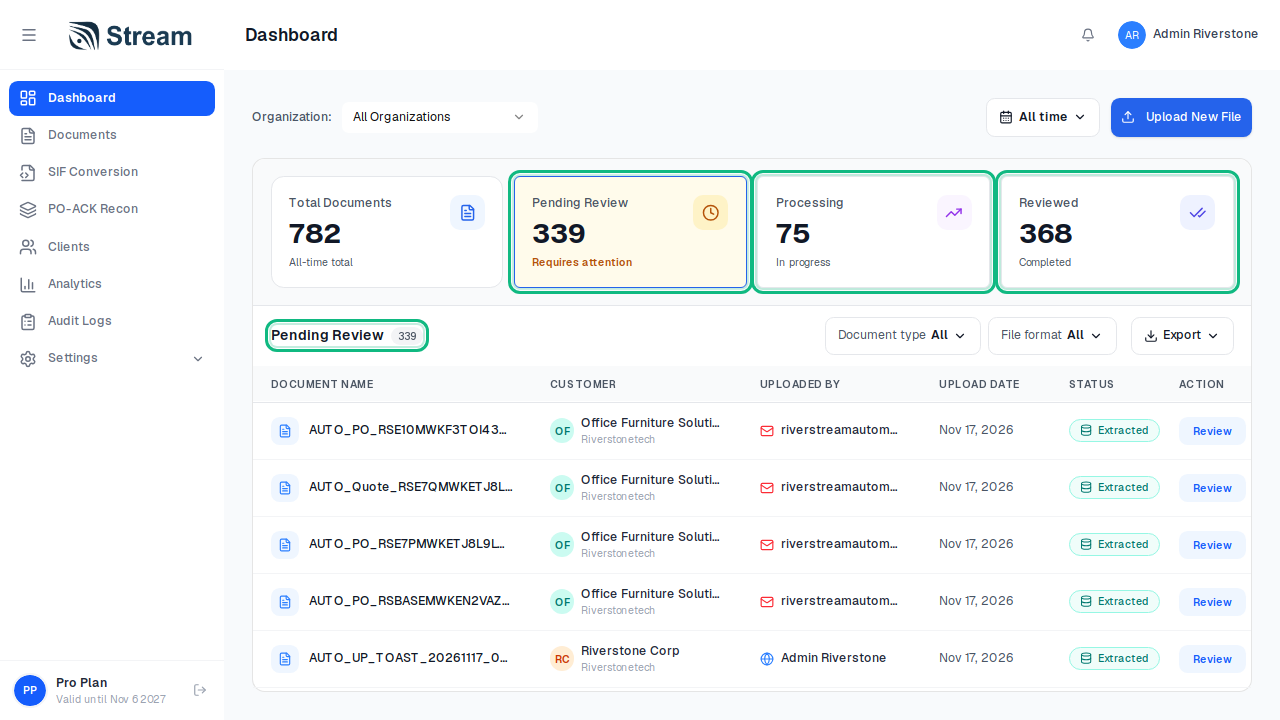 Stream
Dashboard
AR
Admin Riverstone
Dashboard
Documents
SIF Conversion
PO-ACK Recon
Clients
Analytics
Audit Logs
Settings
Organization:
All Organizations
All time
Upload New File
Total Documents
782
All-time total
Pending Review
339
Requires attention
Processing
75
In progress
Reviewed
368
Completed
Pending Review 339
Document type All
File format All
Export
DOCUMENT NAME CUSTOMER UPLOADED BY UPLOAD DATE STATUS ACTION
AUTO_PO_RSE10MWKF3TOI43... OF Office Furniture Soluti... riverstreamautom... Nov 17, 2026 Extracted Review
Riverstonetech
AUTO_Quote_RSE7QMWKETJ8L... OF Office Furniture Soluti... riverstreamautom... Nov 17, 2026 Extracted Review
Riverstonetech
AUTO_PO_RSE7PMWKETJ8L9L... OF Office Furniture Soluti... riverstreamautom... Nov 17, 2026 Extracted Review
Riverstonetech
AUTO_PO_RSBASEMWKEN2VAZ... OF Office Furniture Soluti... riverstreamautom... Nov 17, 2026 Extracted Review
Riverstonetech
AUTO_UP_TOAST_20261117_0... RC Riverstone Corp Admin Riverstone Nov 17, 2026 Extracted Review
Riverstonetech
PP
Pro Plan
Valid until Nov 6 2027